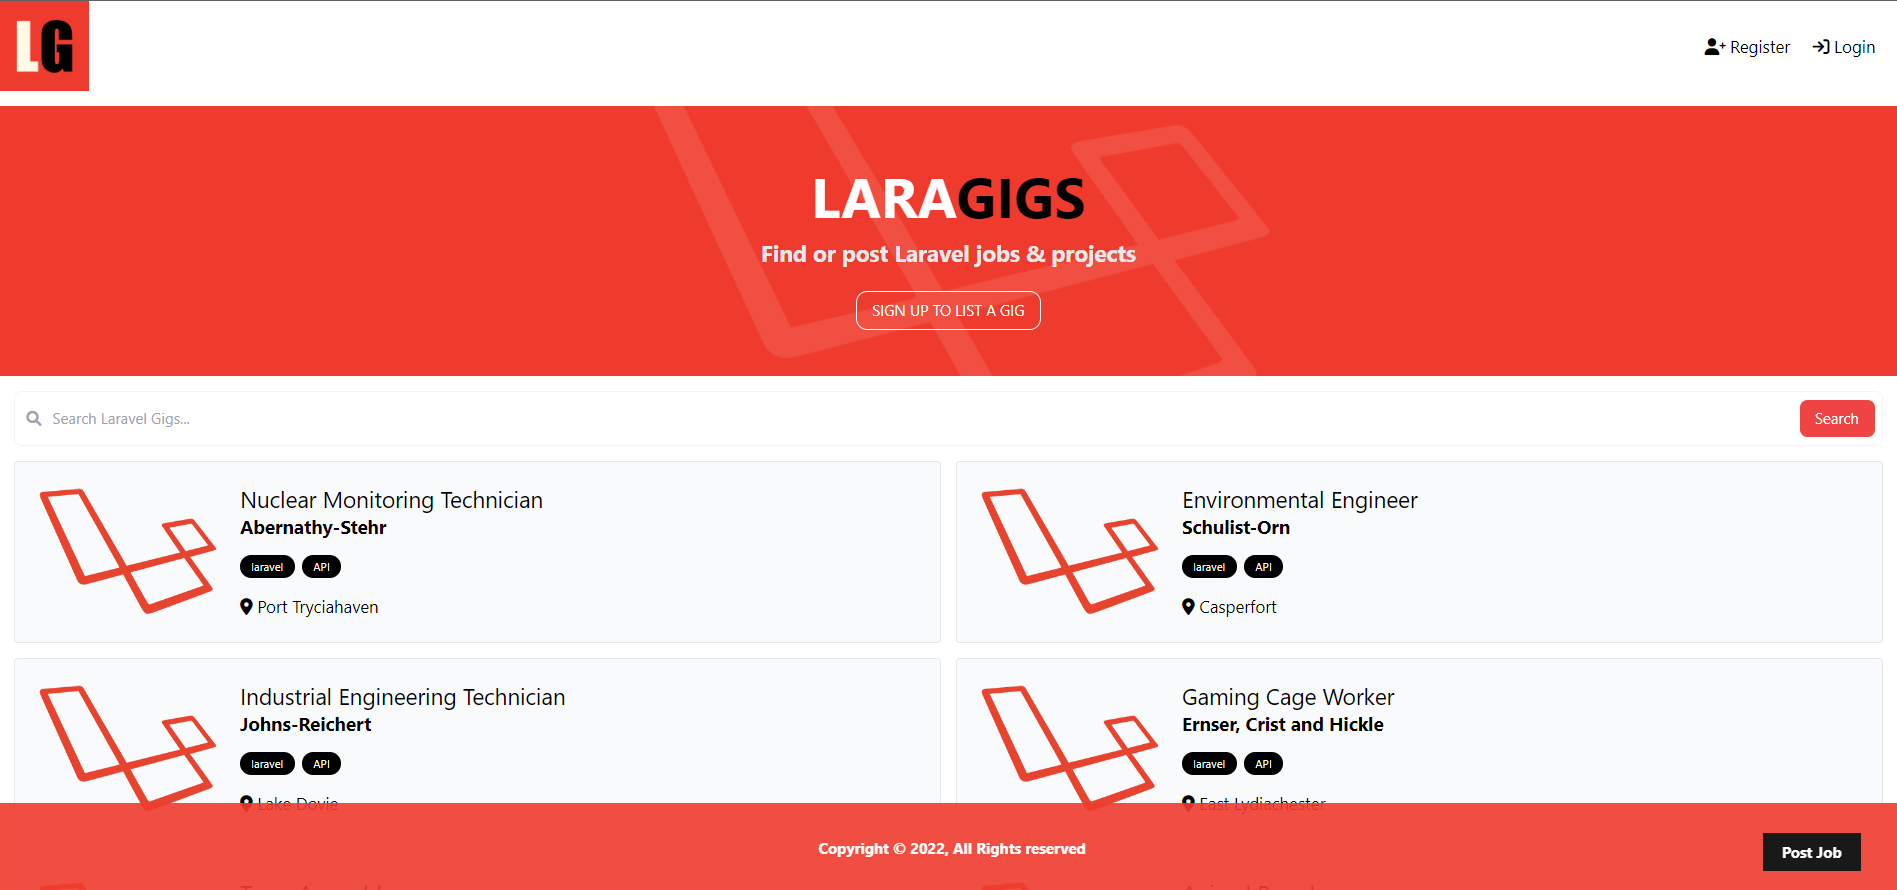 LG
Register
Login
LARAGIGS
Find or post Laravel jobs & projects
SIGN UP TO LIST A GIG
Search Laravel Gigs...
Search
Nuclear Monitoring Technician
Abernathy-Stehr
laravel API
Port Tryciahaven
Environmental Engineer
Schulist-Orn
laravel API
Casperfort
Industrial Engineering Technician
Johns-Reichert
laravel API
Lake Dovie
Gaming Cage Worker
Ernser, Crist and Hickle
laravel API
East Lydiachester
Copyright © 2022, All Rights reserved
Post Job